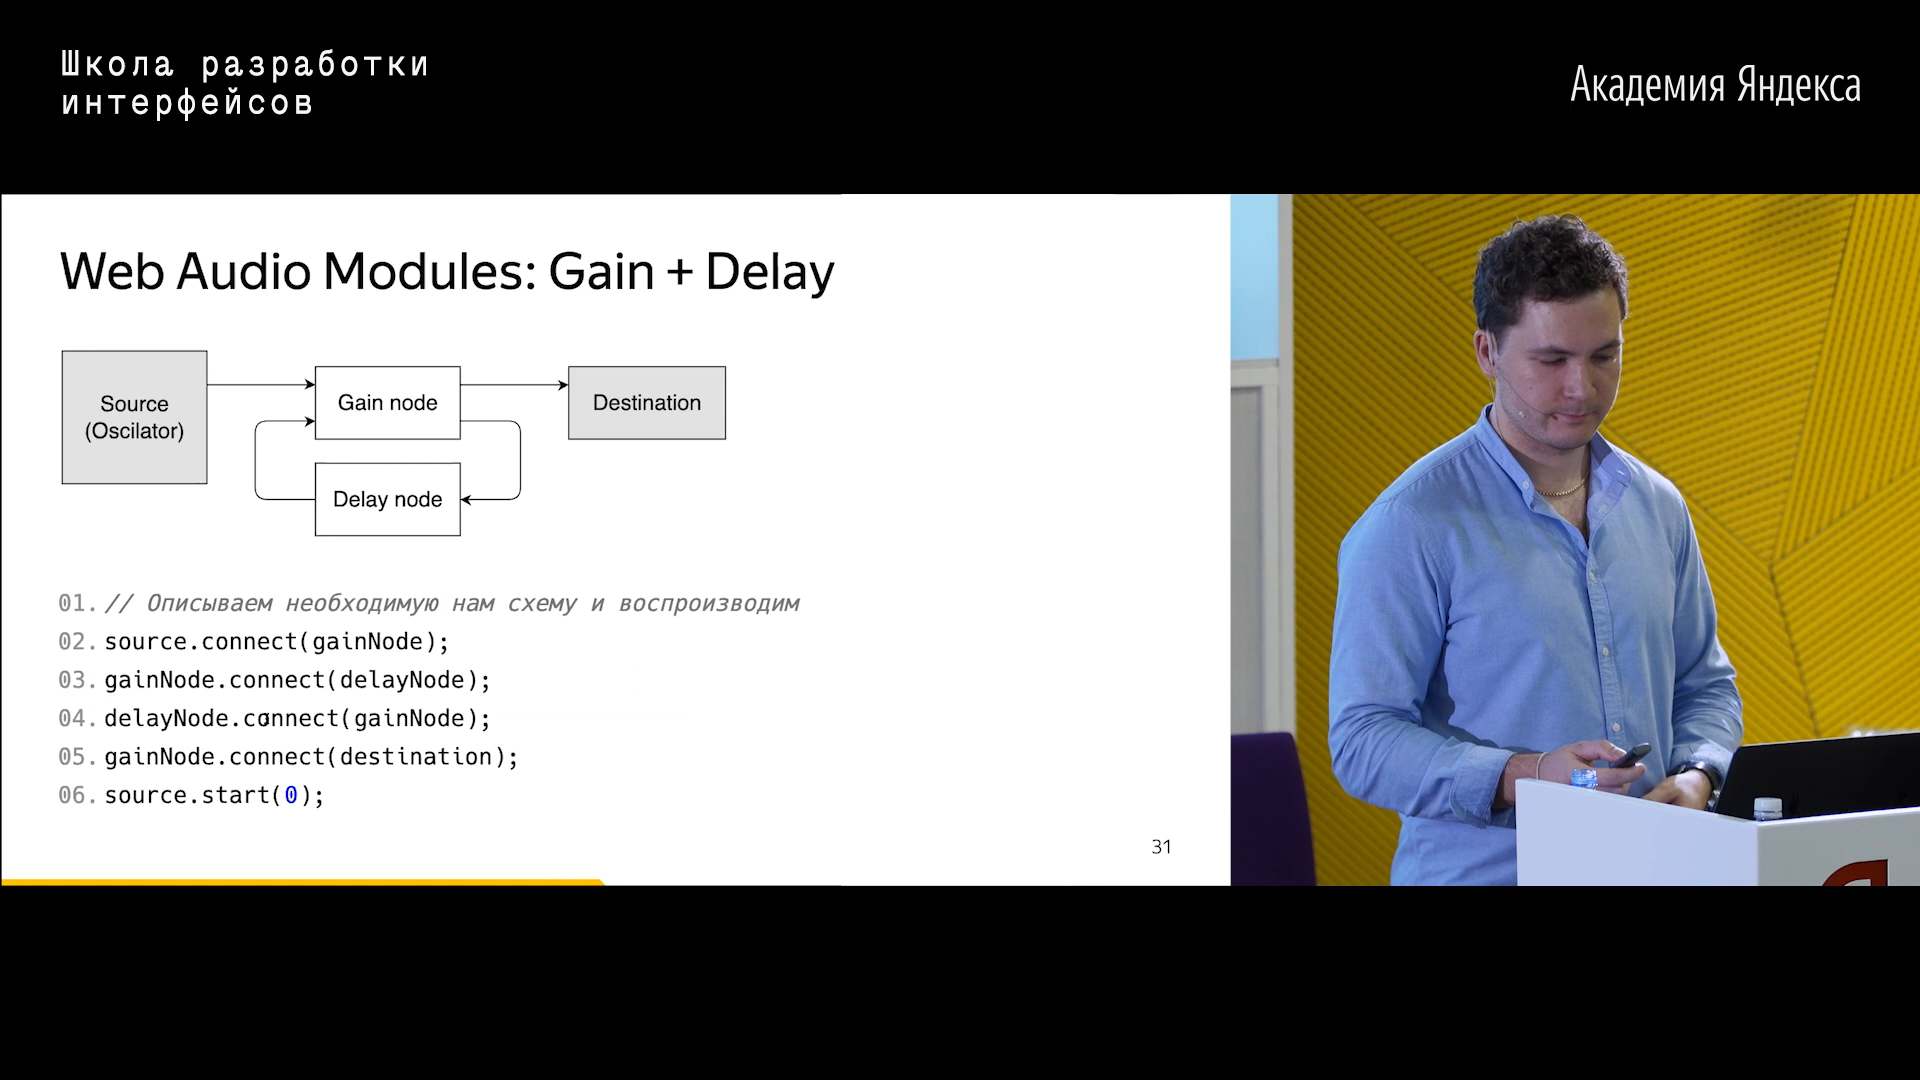 Школа разработки
интерфейсов
Академия Яндекса
Web Audio Modules: Gain + Delay
Source
(Oscilator)
Gain node
Destination
Delay node
01. // Описываем необходимую нам схему и воспроизводим
02. source.connect(gainNode);
03. gainNode.connect(delayNode);
04. delayNode.connect(gainNode);
05. gainNode.connect(destination);
06. source.start(0);
31